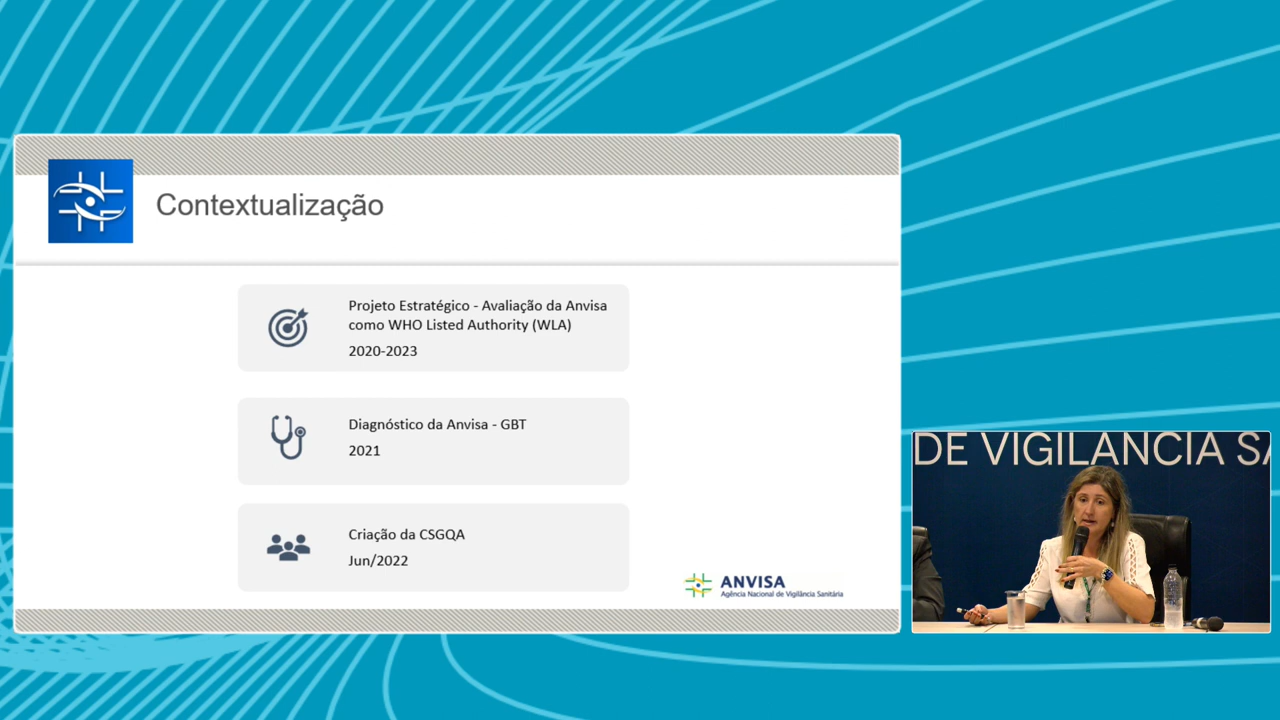 Contextualização
Projeto Estratégico - Avaliação da Anvisa
como WHO Listed Authority (WLA)
2020-2023
Diagnóstico da Anvisa - GBT
2021
Criação da CSGQA
Jun/2022
ANVISA
Agência Nacional de Vigilância Sanitária
DE VIGILÂNCIA SA